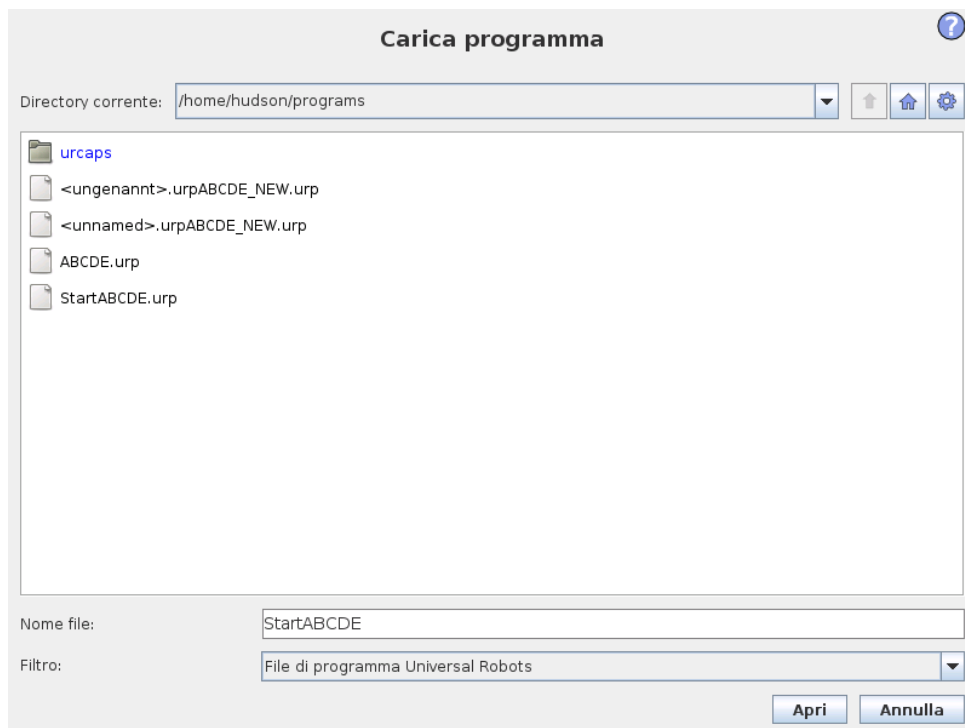 Carica programma
?
Directory corrente: /home/hudson/programs
urcaps
<ungenannt>.urpABCDE_NEW.urp
<unnamed>.urpABCDE_NEW.urp
ABCDE.urp
StartABCDE.urp
Nome file: StartABCDE
Filtro: File di programma Universal Robots
Apri Annulla